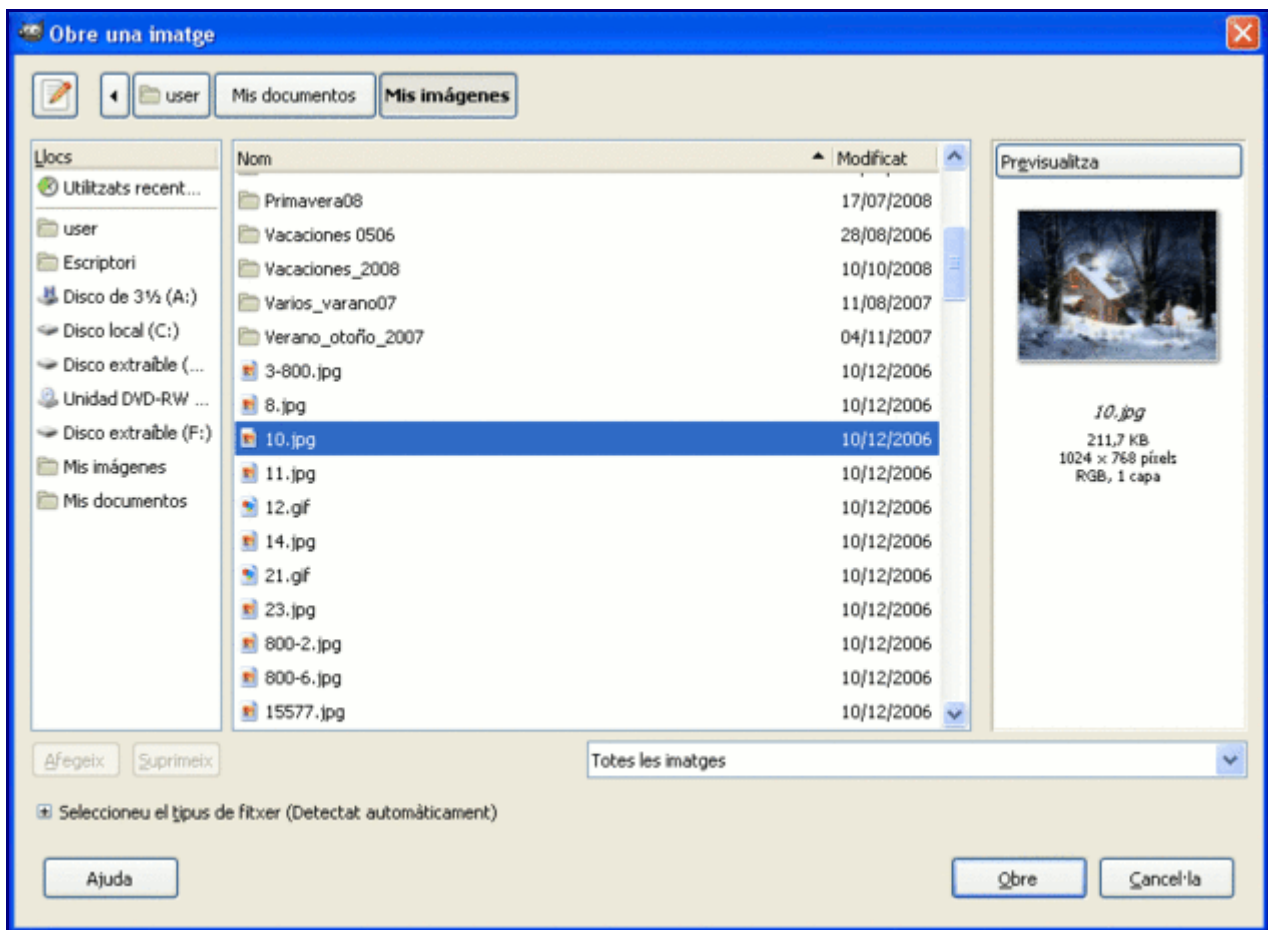 Obre una imatge
user
Mis documentos
Mis imágenes
Llocs
Utilitzats recent...
user
Escriptori
Disco de 3½ (A:)
Disco local (C:)
Disco extraíble (...
Unidad DVD-RW ...
Disco extraíble (F:)
Mis imágenes
Mis documentos
Nom Modificat
Primavera08 17/07/2008
Vacaciones 0506 28/08/2006
Vacaciones_2008 10/10/2008
Varios_varano07 11/08/2007
Verano_otoño_2007 04/11/2007
3-800.jpg 10/12/2006
8.jpg 10/12/2006
10.jpg 10/12/2006
11.jpg 10/12/2006
12.gif 10/12/2006
14.jpg 10/12/2006
21.gif 10/12/2006
23.jpg 10/12/2006
800-2.jpg 10/12/2006
800-6.jpg 10/12/2006
15577.jpg 10/12/2006
Previsualitza
10.jpg
211,7 KB
1024 × 768 píxels
RGB, 1 capa
Afegeix
Suprimeix
Totes les imatges
Seleccioneu el tipus de fitxer (Detectat automàticament)
Ajuda
Obre
Cancel·la